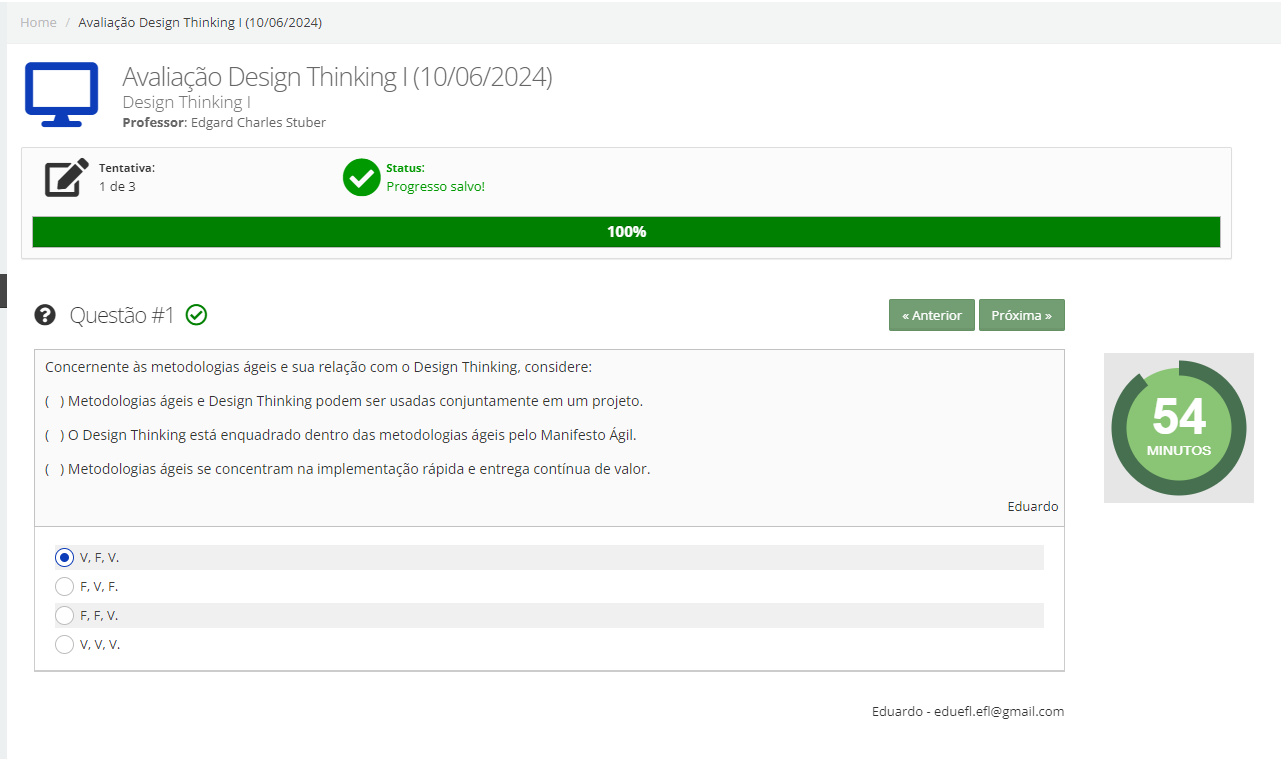 Home / Avaliação Design Thinking I (10/06/2024)
Avaliação Design Thinking I (10/06/2024)
Design Thinking I
Professor: Edgard Charles Stuber
Tentativa:
1 de 3
Status:
Progresso salvo!
100%
Questão #1
« Anterior
Próxima »
Concernente às metodologias ágeis e sua relação com o Design Thinking, considere:
(   ) Metodologias ágeis e Design Thinking podem ser usadas conjuntamente em um projeto.
(   ) O Design Thinking está enquadrado dentro das metodologias ágeis pelo Manifesto Ágil.
(   ) Metodologias ágeis se concentram na implementação rápida e entrega contínua de valor.
Eduardo
54
MINUTOS
V, F, V.
F, V, F.
F, F, V.
V, V, V.
Eduardo - eduefl.efl@gmail.com